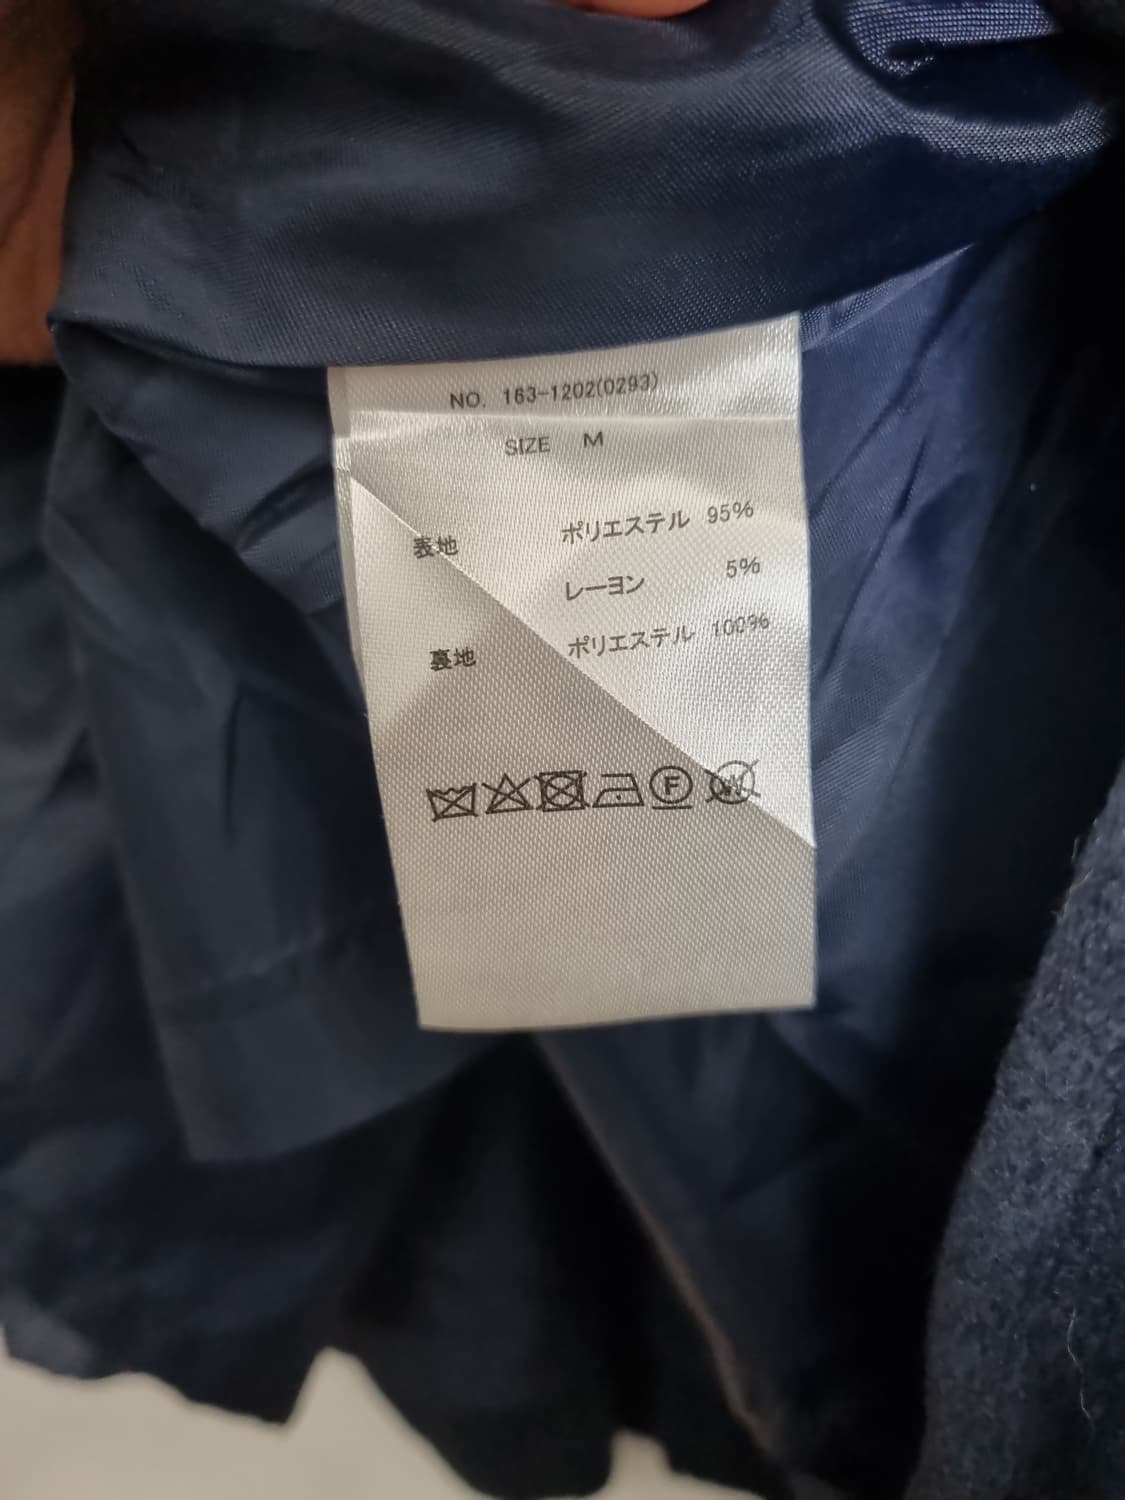 NO. 163-1202(0293)
SIZE M
表地 ポリエステル 95%
レーヨン 5%
裏地 ポリエステル 100%
F
W